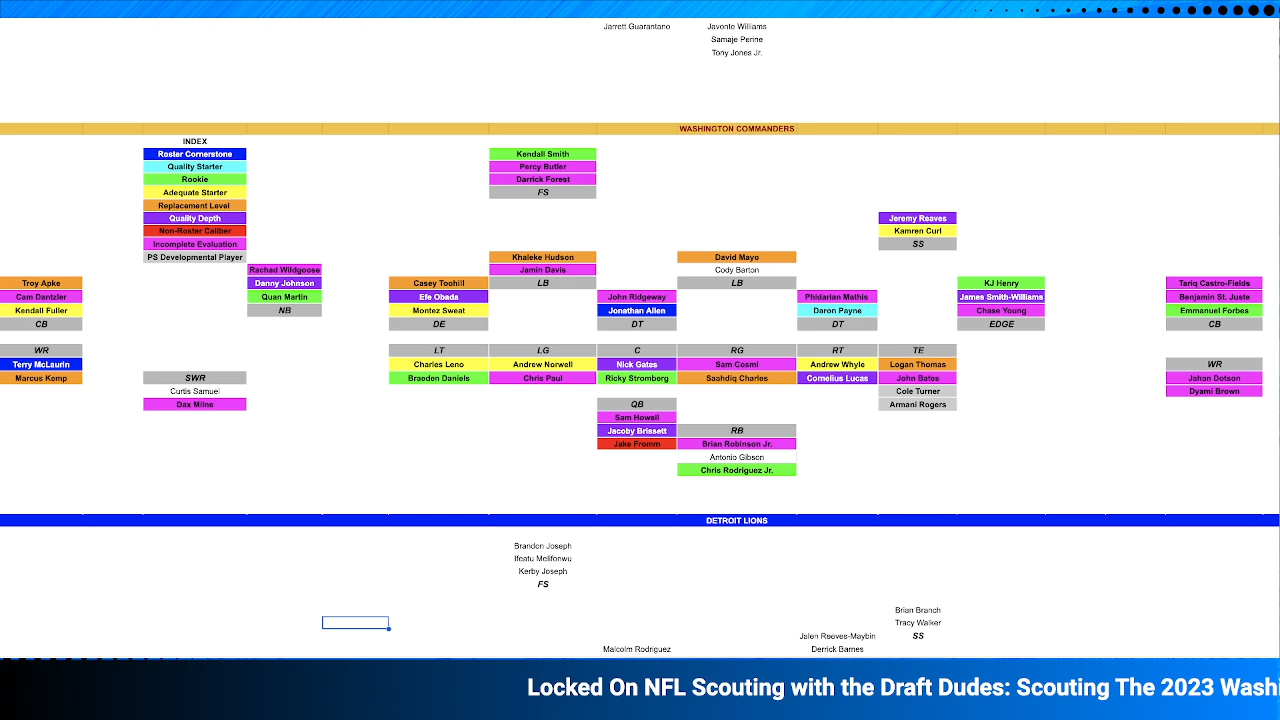 Jarrett Guarantano
Javonte Williams
Samaje Perine
Tony Jones Jr.
WASHINGTON COMMANDERS
INDEX
Roster Cornerstone
Quality Starter
Rookie
Adequate Starter
Replacement Level
Quality Depth
Non-Roster Caliber
Incomplete Evaluation
PS Developmental Player
Kendall Smith
Percy Butler
Darrick Forest
FS
Jeremy Reaves
Kamren Curl
SS
Troy Apke
Cam Dantzler
Kendall Fuller
CB
Rachad Wildgoose
Danny Johnson
Quan Martin
NB
Casey Toohill
Efe Obada
Montez Sweat
DE
Khaleke Hudson
Jamin Davis
LB
John Ridgeway
Jonathan Allen
DT
David Mayo
Cody Barton
LB
Phidarian Mathis
Daron Payne
DT
KJ Henry
James Smith-Williams
Chase Young
EDGE
Tariq Castro-Fields
Benjamin St. Juste
Emmanuel Forbes
CB
WR
Terry McLaurin
Marcus Kemp
SWR
Curtis Samuel
Dax Milne
LT
Charles Leno
Braeden Daniels
LG
Andrew Norwell
Chris Paul
C
Nick Gates
Ricky Stromberg
RG
Sam Cosmi
Saahdiq Charles
RT
Andrew Whyle
Cornelius Lucas
TE
Logan Thomas
John Bates
Cole Turner
Armani Rogers
WR
Jahan Dotson
Dyami Brown
QB
Sam Howell
Jacoby Brissett
Jake Fromm
RB
Brian Robinson Jr.
Antonio Gibson
Chris Rodriguez Jr.
DETROIT LIONS
Brandon Joseph
Ifeatu Melifonwu
Kerby Joseph
FS
Brian Branch
Tracy Walker
SS
Malcolm Rodriguez
Jalen Reeves-Maybin
Derrick Barnes
Locked On NFL Scouting with the Draft Dudes: Scouting The 2023 Washi